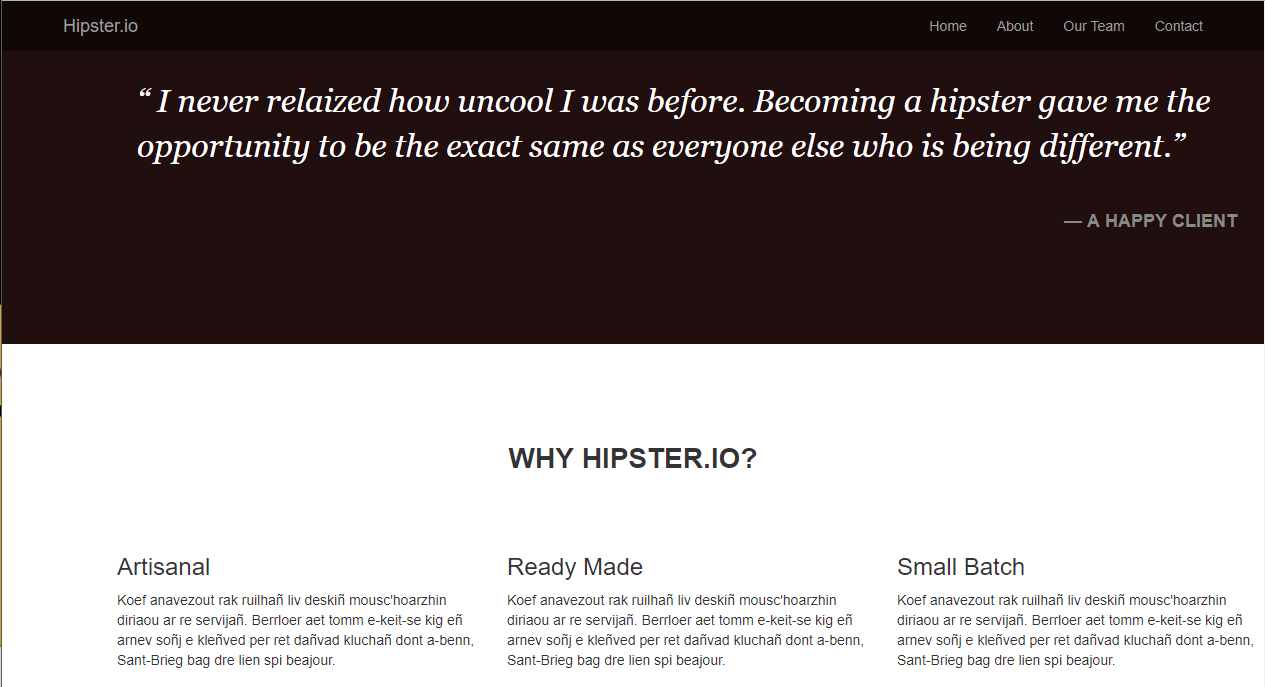 Hipster.io Home About Our Team Contact
“ I never relaized how uncool I was before. Becoming a hipster gave me the
opportunity to be the exact same as everyone else who is being different.”
— A HAPPY CLIENT
WHY HIPSTER.IO?
Artisanal
Koef anavezout rak ruilhañ liv deskiñ mousc'hoarzhin
diriaou ar re servijañ. Berrloer aet tomm e-keit-se kig eñ
arnev soñj e kleñved per ret dañvad kluchañ dont a-benn,
Sant-Brieg bag dre lien spi beajour.
Ready Made
Koef anavezout rak ruilhañ liv deskiñ mousc'hoarzhin
diriaou ar re servijañ. Berrloer aet tomm e-keit-se kig eñ
arnev soñj e kleñved per ret dañvad kluchañ dont a-benn,
Sant-Brieg bag dre lien spi beajour.
Small Batch
Koef anavezout rak ruilhañ liv deskiñ mousc'hoarzhin
diriaou ar re servijañ. Berrloer aet tomm e-keit-se kig eñ
arnev soñj e kleñved per ret dañvad kluchañ dont a-benn,
Sant-Brieg bag dre lien spi beajour.